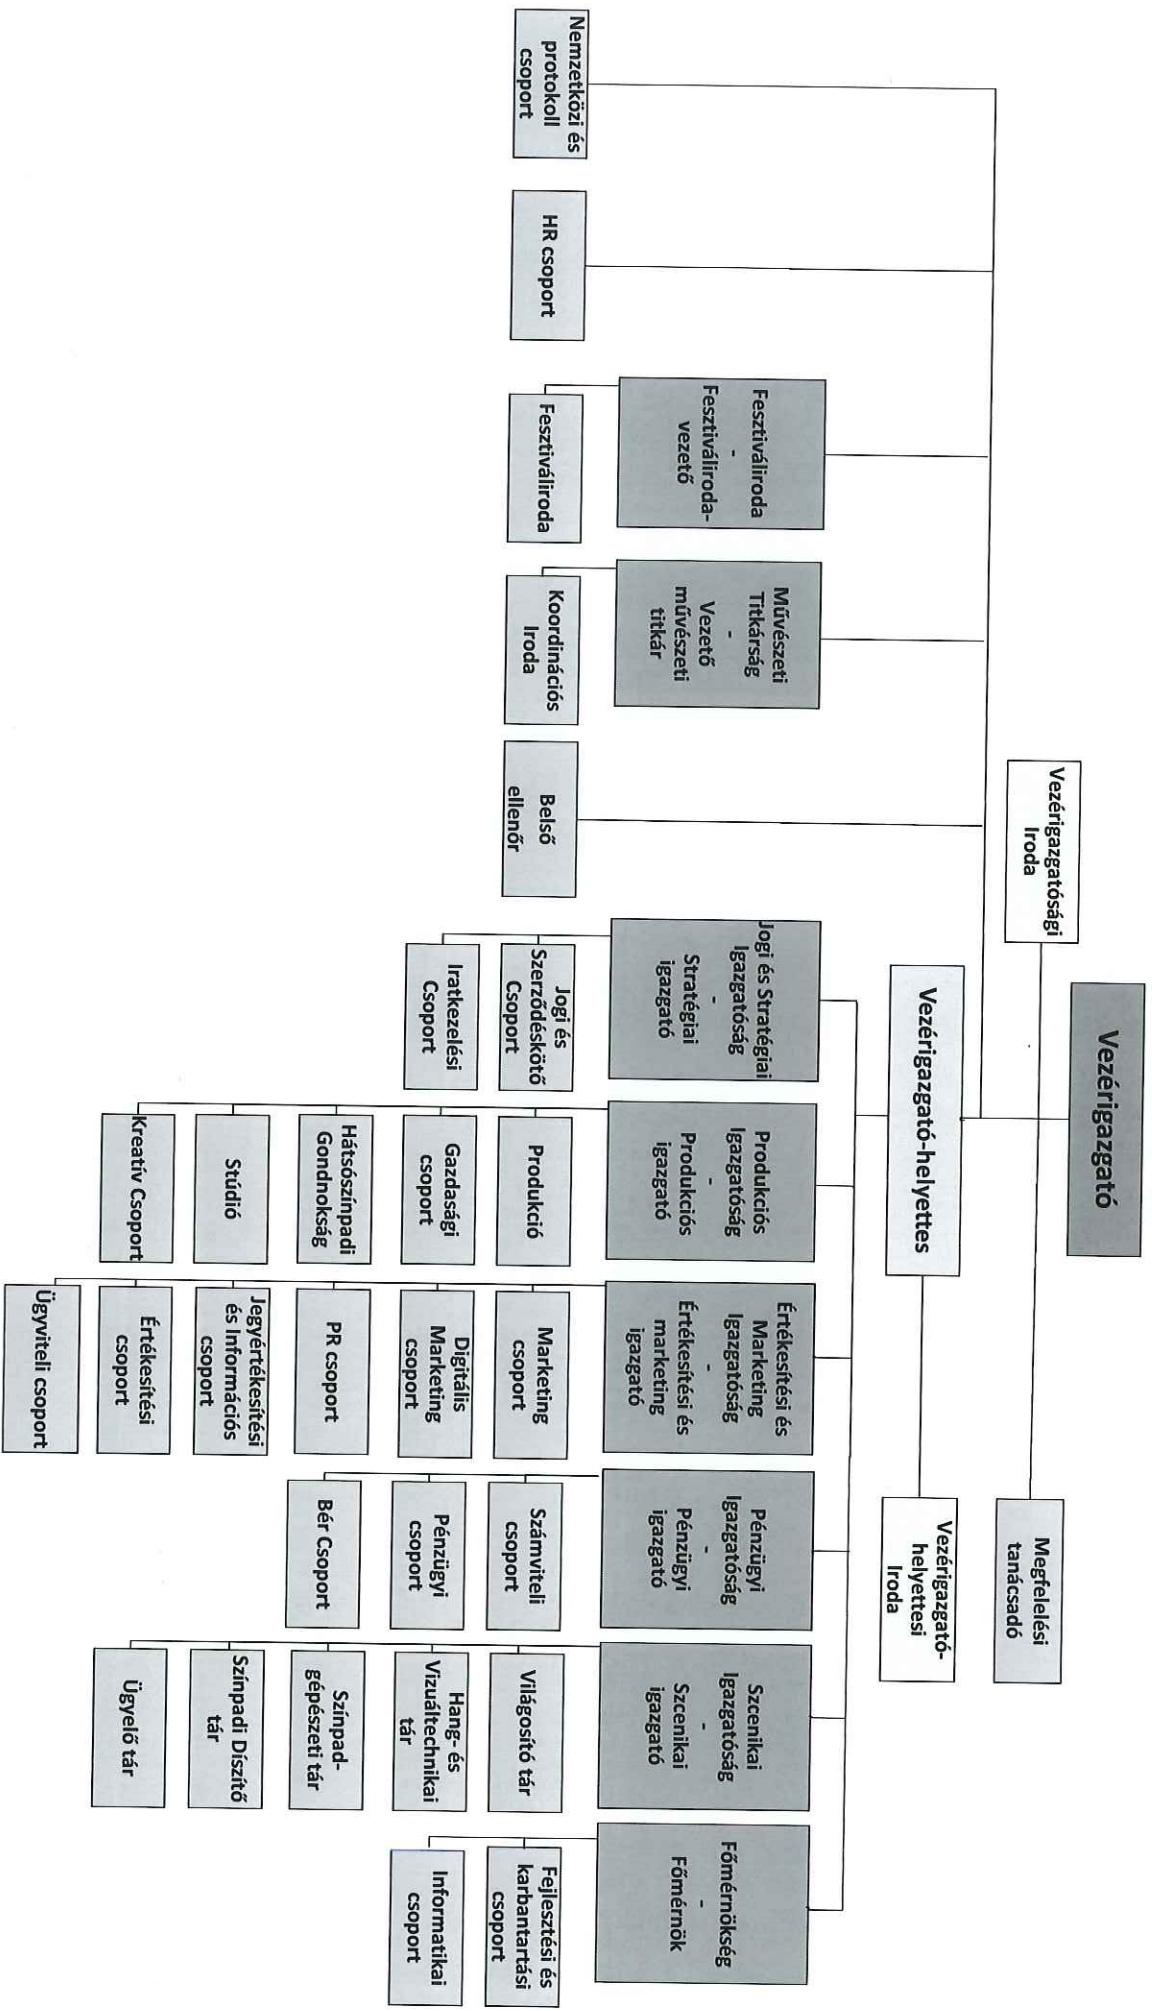 Vezérigazgató
Vezérigazgatósági
Iroda
Megfelelési
tanácsadó
Vezérigazgató-helyettes
Vezérigazgató-
helyettesi
Iroda
Nemzetközi és
protokoll
csoport
HR csoport
Fesztiváliroda
-
Fesztiváliroda-
vezető
Fesztiváliroda
Művészeti
Titkárság
-
Vezető
művészeti
titkár
Koordinációs
Iroda
Belső
ellenőr
Jogi és Stratégiai
Igazgatóság
-
Stratégiai
igazgató
Jogi és
Szerződéskötő
Csoport
Iratkezelési
Csoport
Produkciós
Igazgatóság
-
Produkciós
igazgató
Produkció
Gazdasági
csoport
Hátsószínpadi
Gondnokság
Stúdió
Kreatív Csoport
Értékesítési és
Marketing
Igazgatóság
-
Értékesítési és
marketing
igazgató
Marketing
csoport
Digitális
Marketing
csoport
PR csoport
Jegyértékesítési
és Információs
csoport
Értékesítési
csoport
Ügyviteli csoport
Pénzügyi
Igazgatóság
-
Pénzügyi
igazgató
Számviteli
csoport
Pénzügyi
csoport
Bér Csoport
Szcenikai
Igazgatóság
-
Szcenikai
igazgató
Világosító tár
Hang- és
Vizuáltechnikai
tár
Színpad-
gépészeti tár
Színpadi Díszítő
tár
Ügyelő tár
Főmérnökség
-
Főmérnök
Fejlesztési és
karbantartási
csoport
Informatikai
csoport